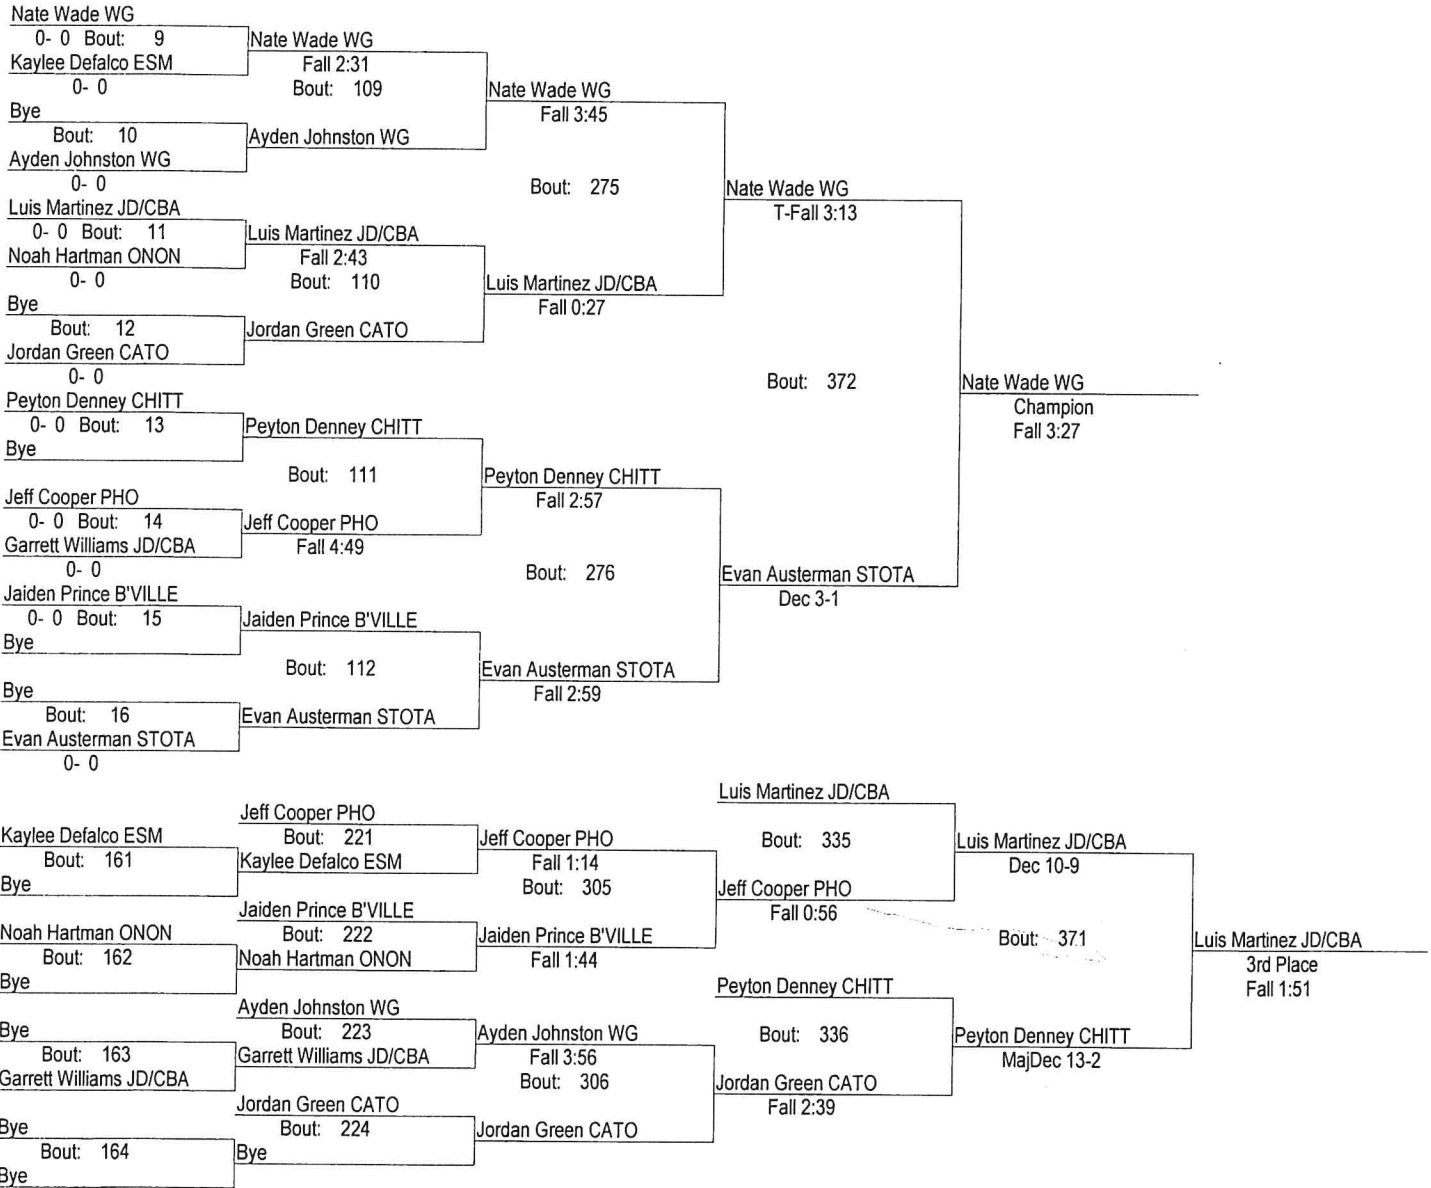 Nate Wade WG
0- 0 Bout: 9
Kaylee Defalco ESM
0- 0
Bye
Bout: 10
Ayden Johnston WG
0- 0
Luis Martinez JD/CBA
0- 0 Bout: 11
Noah Hartman ONON
0- 0
Bye
Bout: 12
Jordan Green CATO
0- 0
Peyton Denney CHITT
0- 0 Bout: 13
Bye
Jeff Cooper PHO
0- 0 Bout: 14
Garrett Williams JD/CBA
0- 0
Jaiden Prince B'VILLE
0- 0 Bout: 15
Bye
Bye
Bout: 16
Evan Austerman STOTA
0- 0
Nate Wade WG
Fall 2:31
Bout: 109
Ayden Johnston WG
Luis Martinez JD/CBA
Fall 2:43
Bout: 110
Jordan Green CATO
Peyton Denney CHITT
Bout: 111
Jeff Cooper PHO
Fall 4:49
Jaiden Prince B'VILLE
Bout: 112
Evan Austerman STOTA
Nate Wade WG
Fall 3:45
Bout: 275
Luis Martinez JD/CBA
Fall 0:27
Peyton Denney CHITT
Fall 2:57
Bout: 276
Evan Austerman STOTA
Fall 2:59
Nate Wade WG
T-Fall 3:13
Bout: 372
Evan Austerman STOTA
Dec 3-1
Nate Wade WG
Champion
Fall 3:27
Kaylee Defalco ESM
Bout: 161
Bye
Noah Hartman ONON
Bout: 162
Bye
Bye
Bout: 163
Garrett Williams JD/CBA
Bye
Bout: 164
Bye
Jeff Cooper PHO
Bout: 221
Kaylee Defalco ESM
Jaiden Prince B'VILLE
Bout: 222
Noah Hartman ONON
Ayden Johnston WG
Bout: 223
Garrett Williams JD/CBA
Jordan Green CATO
Bout: 224
Bye
Jeff Cooper PHO
Fall 1:14
Bout: 305
Jaiden Prince B'VILLE
Fall 1:44
Ayden Johnston WG
Fall 3:56
Bout: 306
Jordan Green CATO
Luis Martinez JD/CBA
Bout: 335
Jeff Cooper PHO
Fall 0:56
Peyton Denney CHITT
Bout: 336
Jordan Green CATO
Fall 2:39
Luis Martinez JD/CBA
Dec 10-9
Bout: 371
Peyton Denney CHITT
MajDec 13-2
Luis Martinez JD/CBA
3rd Place
Fall 1:51